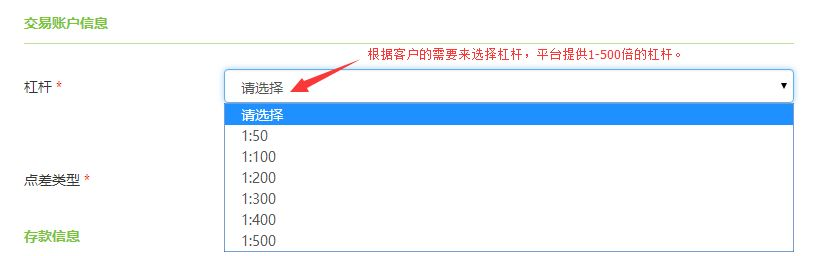 交易账户信息
根据客户的需要来选择杠杆，平台提供1-500倍的杠杆。
杠杆 *
请选择
请选择
1:50
1:100
1:200
点差类型 *
1:300
1:400
存款信息
1:500